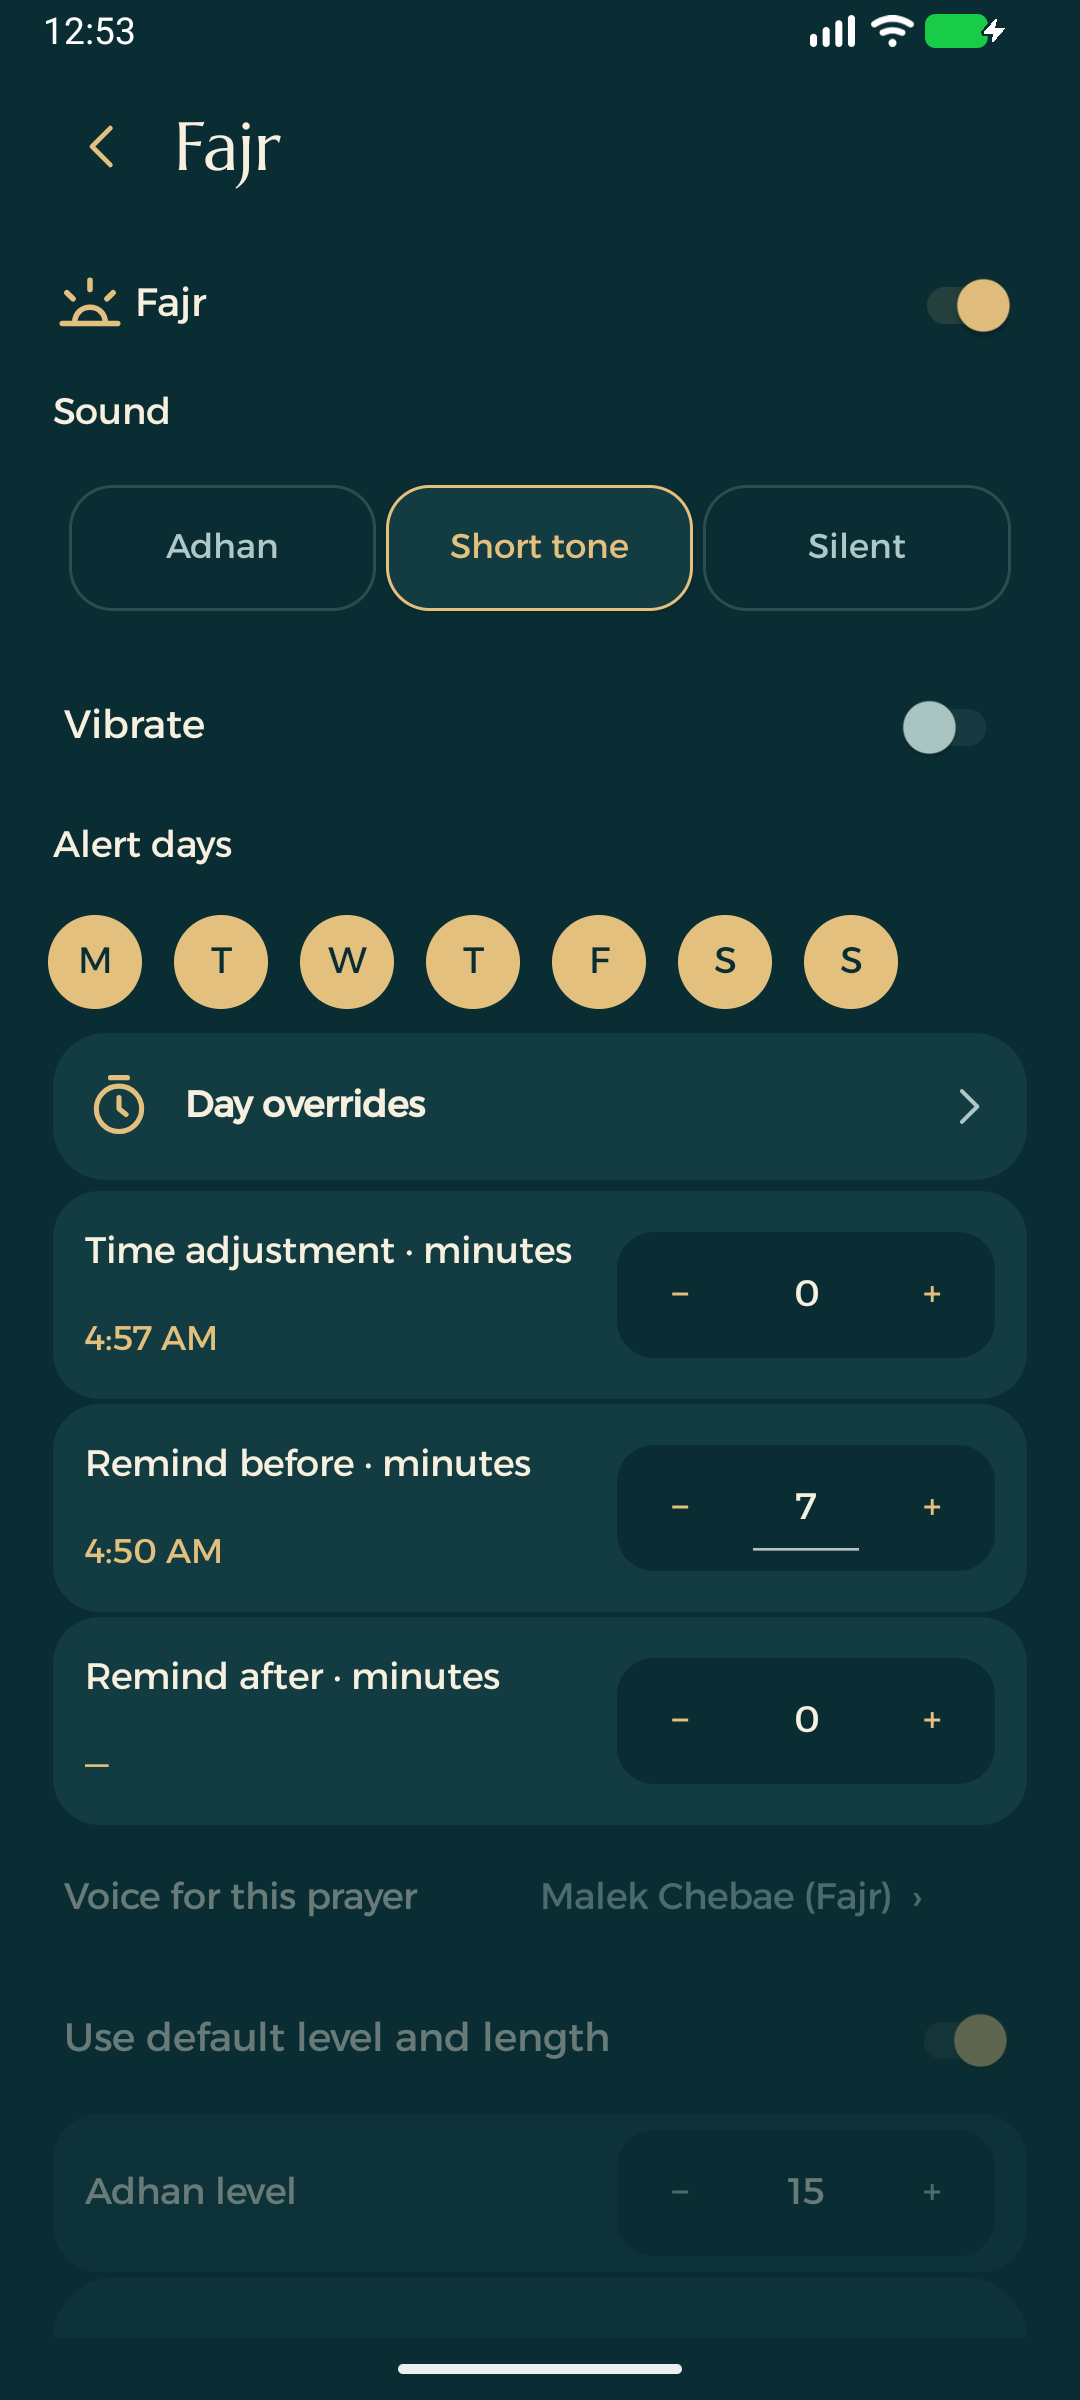 12:53
Fajr
Fajr
Sound
Adhan Short tone Silent
Vibrate
Alert days
M T W T F S S
Day overrides
Time adjustment · minutes
− 0 +
4:57 AM
Remind before · minutes
− 7 +
4:50 AM
Remind after · minutes
− 0 +
—
Voice for this prayer Malek Chebae (Fajr) ›
Use default level and length
Adhan level − 15 +